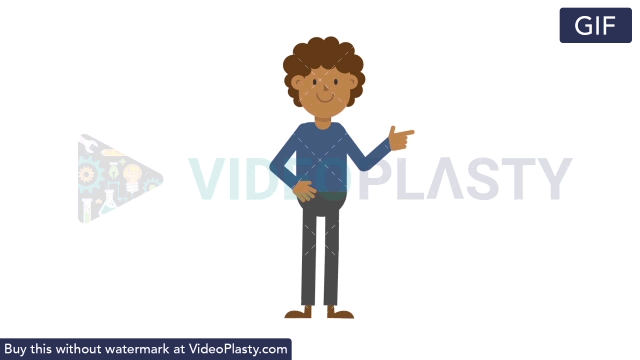 GIF
VIDEOPLASTY
Buy this without watermark at VideoPlasty.com